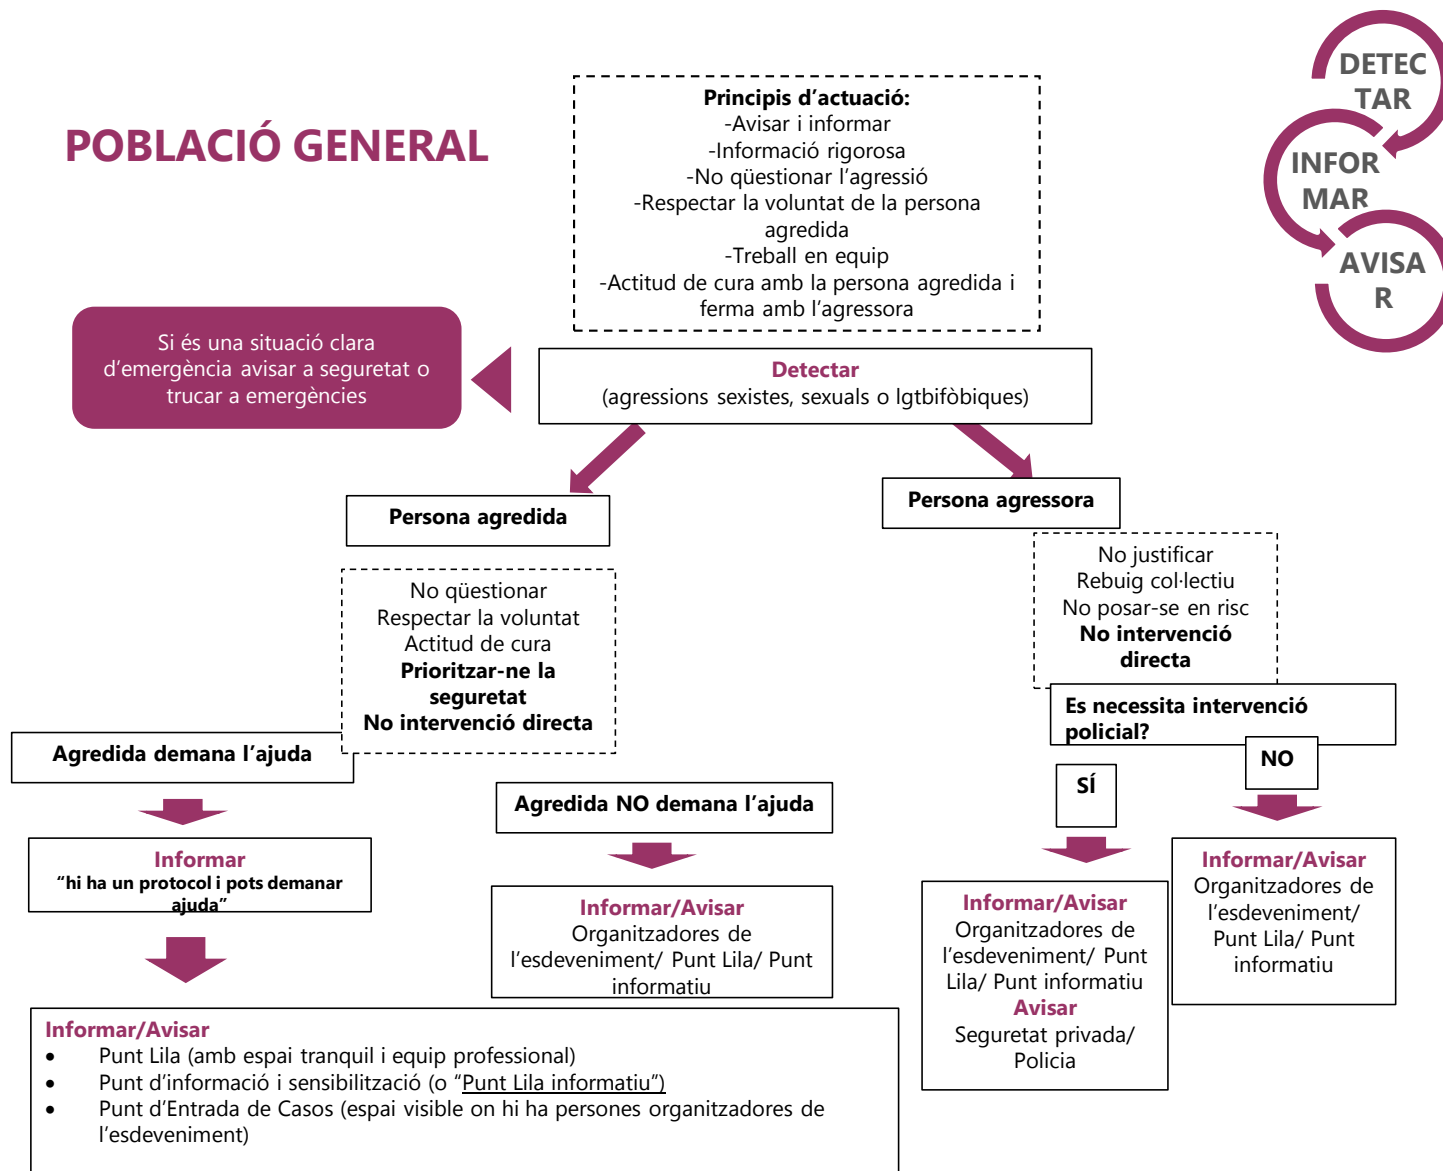 POBLACIÓ GENERAL
Principis d'actuació:
-Avisar i informar
-Informació rigorosa
-No qüestionar l'agressió
-Respectar la voluntat de la persona
agredida
-Treball en equip
-Actitud de cura amb la persona agredida i
ferma amb l'agressora
DETEC
TAR
INFOR
MAR
AVISA
R
Si és una situació clara
d'emergència avisar a seguretat o
trucar a emergències
Detectar
(agressions sexistes, sexuals o lgtbifòbiques)
Persona agredida
Persona agressora
No qüestionar
Respectar la voluntat
Actitud de cura
Prioritzar-ne la
seguretat
No intervenció directa
No justificar
Rebuig col·lectiu
No posar-se en risc
No intervenció
directa
Es necessita intervenció
policial?
SÍ
NO
Agredida demana l'ajuda
Agredida NO demana l'ajuda
Informar
"hi ha un protocol i pots demanar
ajuda"
Informar/Avisar
Organitzadores de
l'esdeveniment/ Punt Lila/ Punt
informatiu
Informar/Avisar
Organitzadores de
l'esdeveniment/ Punt
Lila/ Punt informatiu
Avisar
Seguretat privada/
Policia
Informar/Avisar
Organitzadores de
l'esdeveniment/
Punt Lila/ Punt
informatiu
Informar/Avisar
• Punt Lila (amb espai tranquil i equip professional)
• Punt d'informació i sensibilització (o "Punt Lila informatiu")
• Punt d'Entrada de Casos (espai visible on hi ha persones organitzadores de
l'esdeveniment)